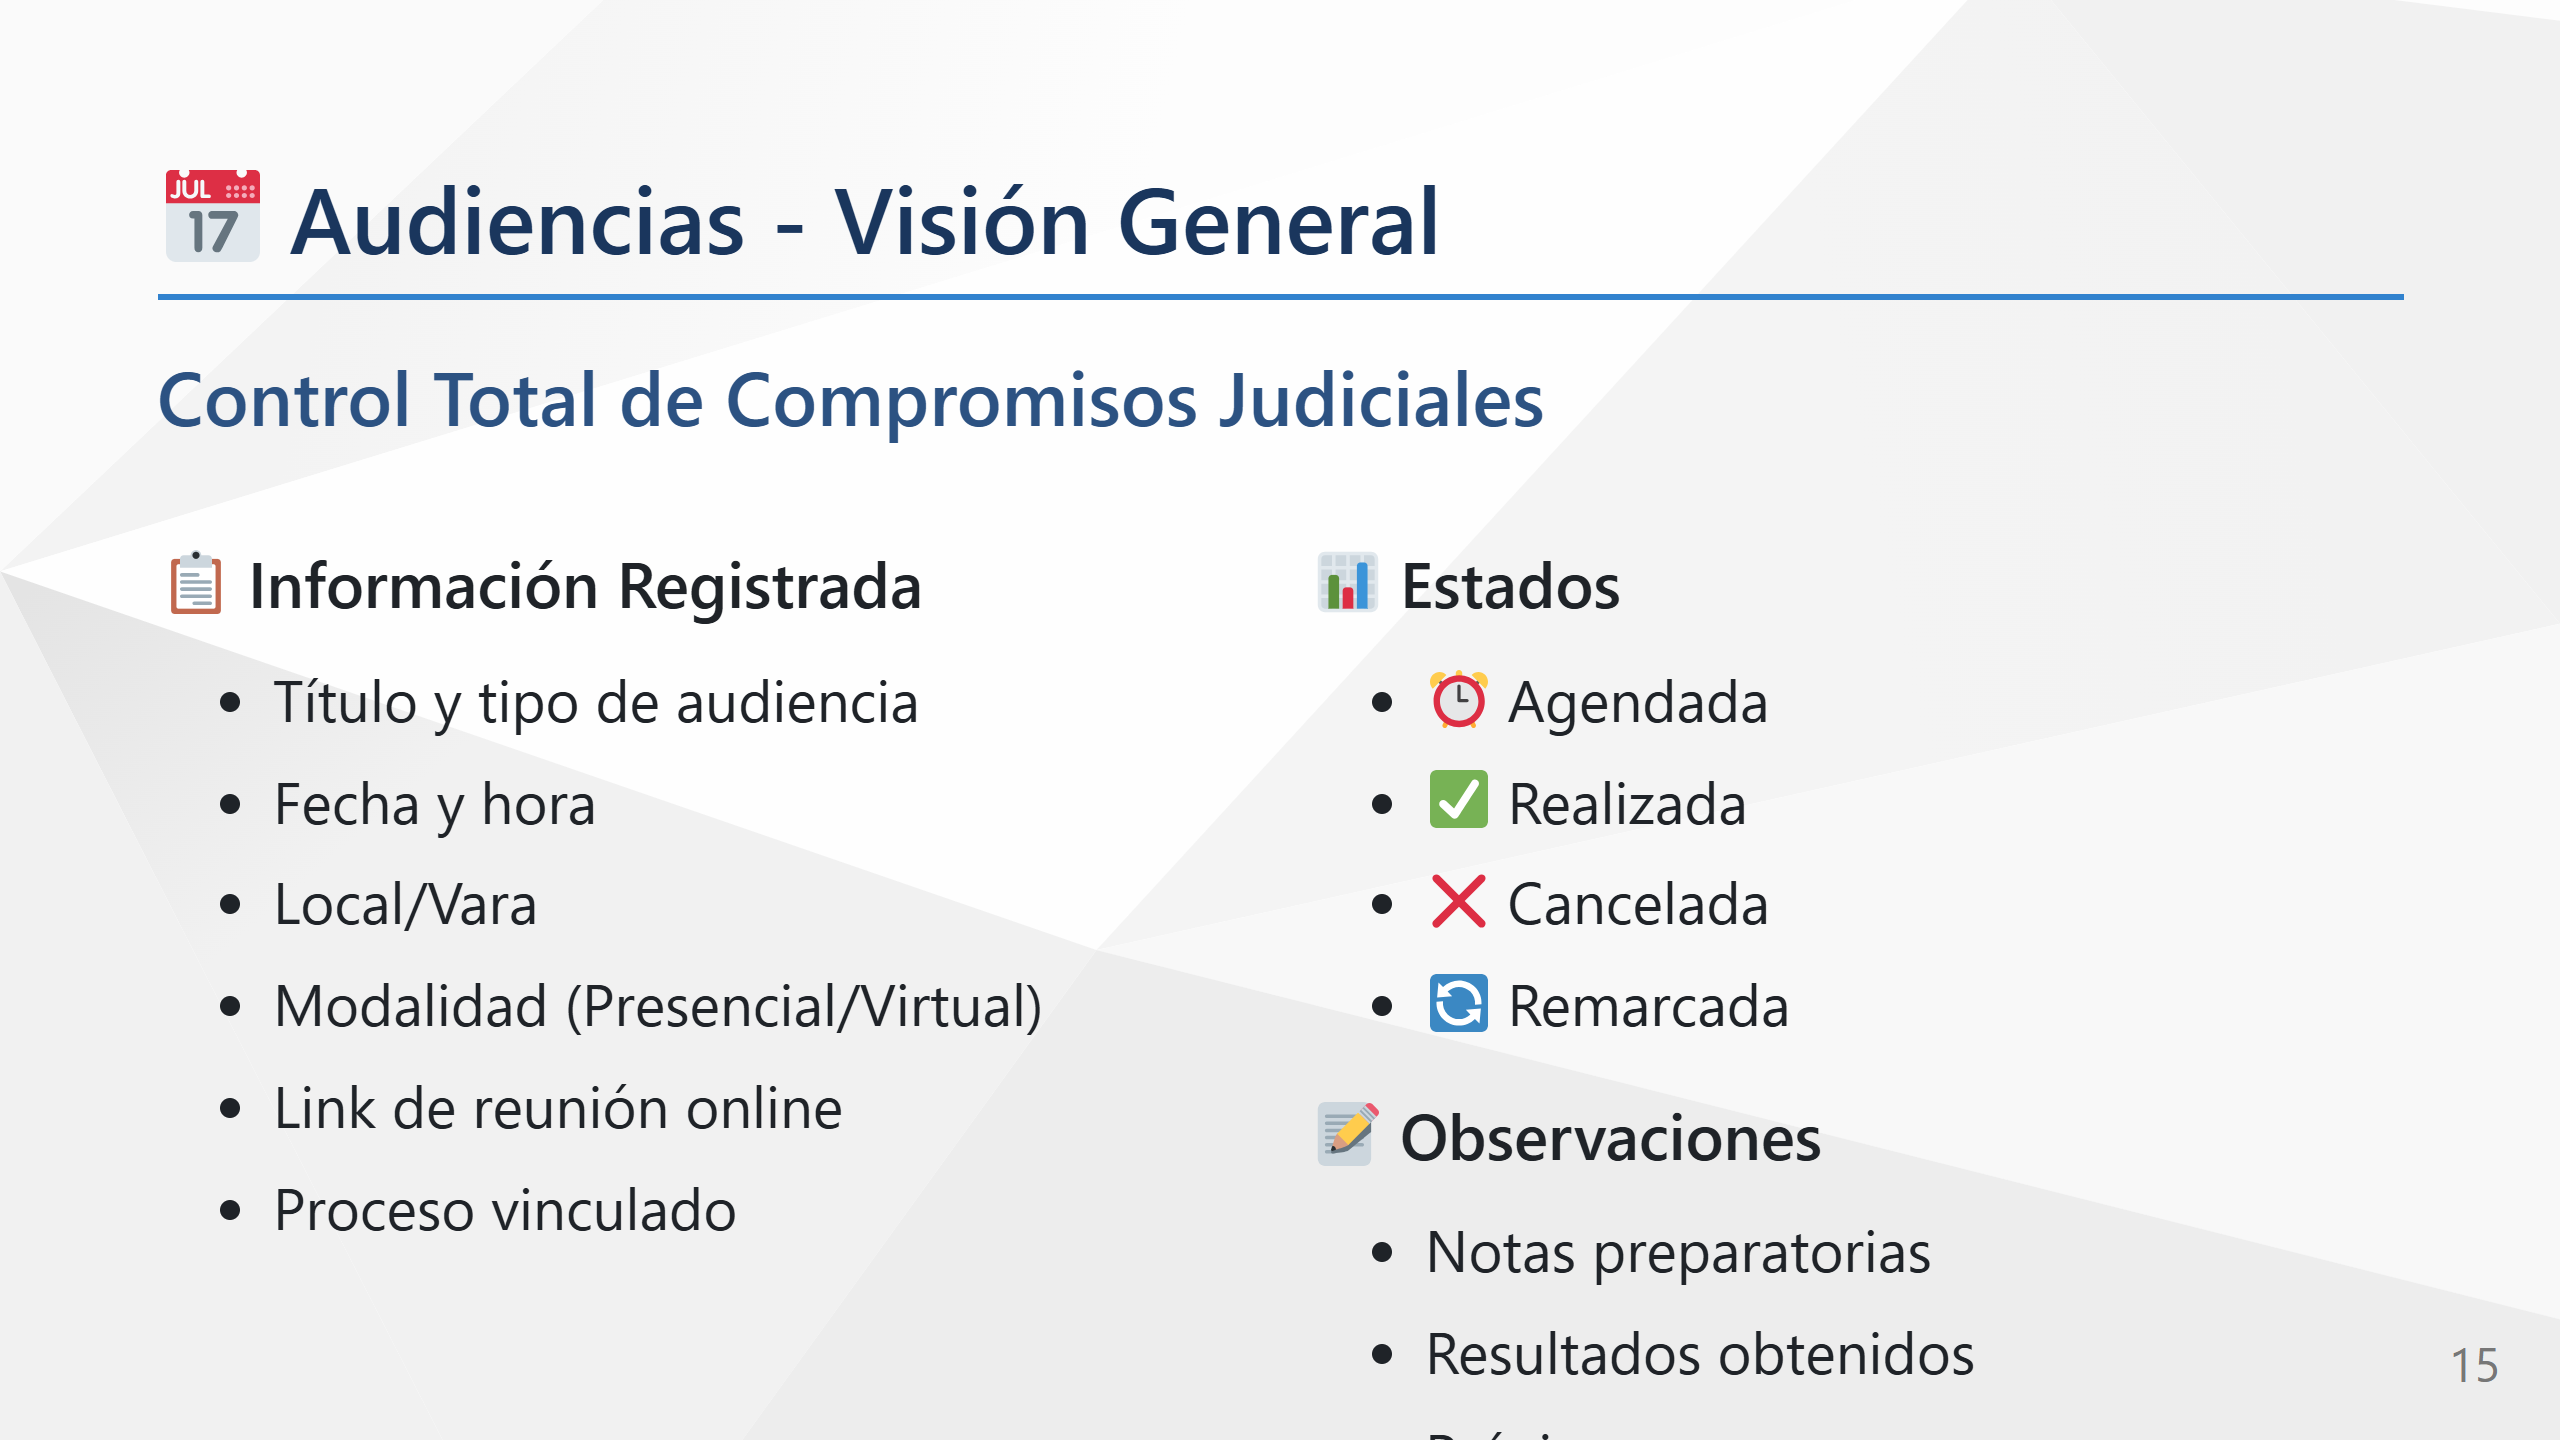 📅 Audiencias - Visión General
Control Total de Compromisos Judiciales
📋 Información Registrada
• Título y tipo de audiencia
• Fecha y hora
• Local/Vara
• Modalidad (Presencial/Virtual)
• Link de reunión online
• Proceso vinculado
📊 Estados
• ⏰ Agendada
• ✅ Realizada
• ❌ Cancelada
• 🔄 Remarcada
📝 Observaciones
• Notas preparatorias
• Resultados obtenidos
15